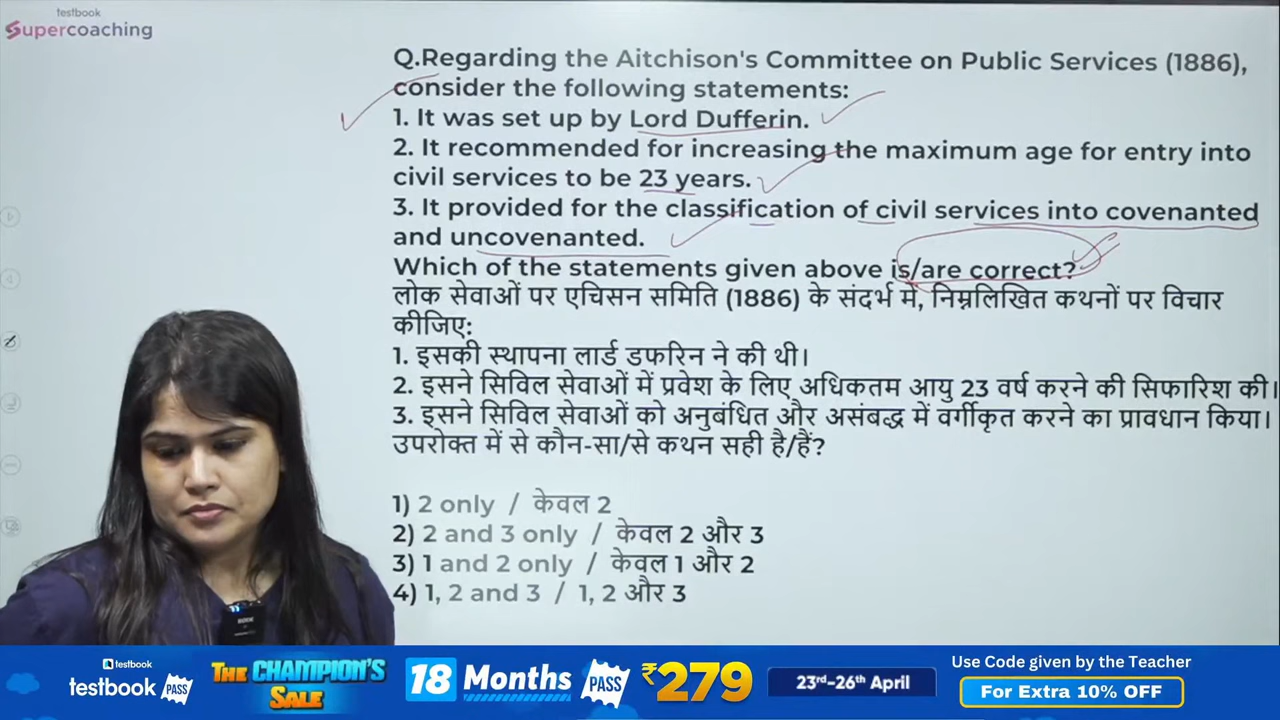 testbook
Supercoaching
Q.Regarding the Aitchison's Committee on Public Services (1886),
consider the following statements:
1. It was set up by Lord Dufferin.
2. It recommended for increasing the maximum age for entry into
civil services to be 23 years.
3. It provided for the classification of civil services into covenanted
and uncovenanted.
Which of the statements given above is/are correct?
लोक सेवाओं पर एचिसन समिति (1886) के संदर्भ में, निम्नलिखित कथनों पर विचार
कीजिए:
1. इसकी स्थापना लार्ड डफरिन ने की थी।
2. इसने सिविल सेवाओं में प्रवेश के लिए अधिकतम आयु 23 वर्ष करने की सिफारिश की।
3. इसने सिविल सेवाओं को अनुबंधित और असंबद्ध में वर्गीकृत करने का प्रावधान किया।
उपरोक्त में से कौन-सा/से कथन सही है/हैं?
1) 2 only / केवल 2
2) 2 and 3 only / केवल 2 और 3
3) 1 and 2 only / केवल 1 और 2
4) 1, 2 and 3 / 1, 2 और 3
testbook
testbook PASS
THE CHAMPION'S
SALE
18 Months PASS ₹279
23rd-26th April
Use Code given by the Teacher
For Extra 10% OFF